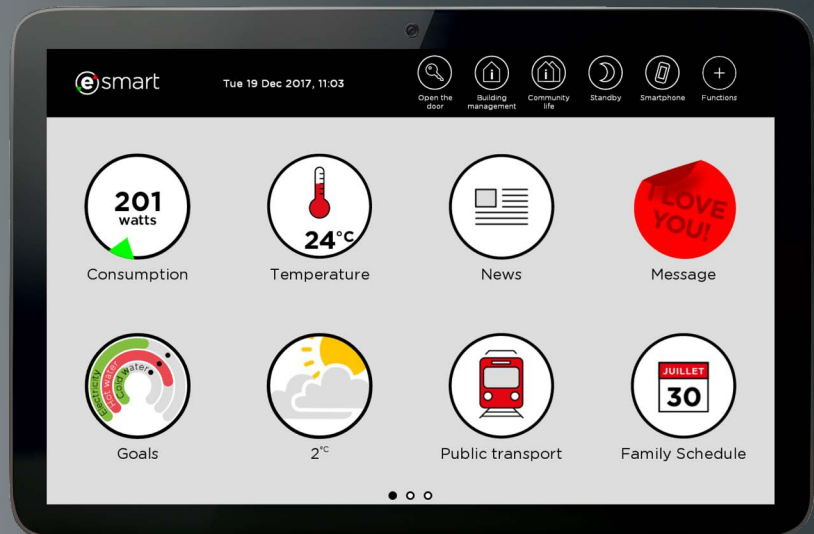 esmart
Tue 19 Dec 2017, 11:03
Open the
door
Building
management
Community
life
Standby
Smartphone
Functions
201
watts
Consumption
24°C
Temperature
News
I LOVE
YOU!
Message
Electricity
Hot water
Cold water
Goals
2°C
Public transport
JUILLET
30
Family Schedule